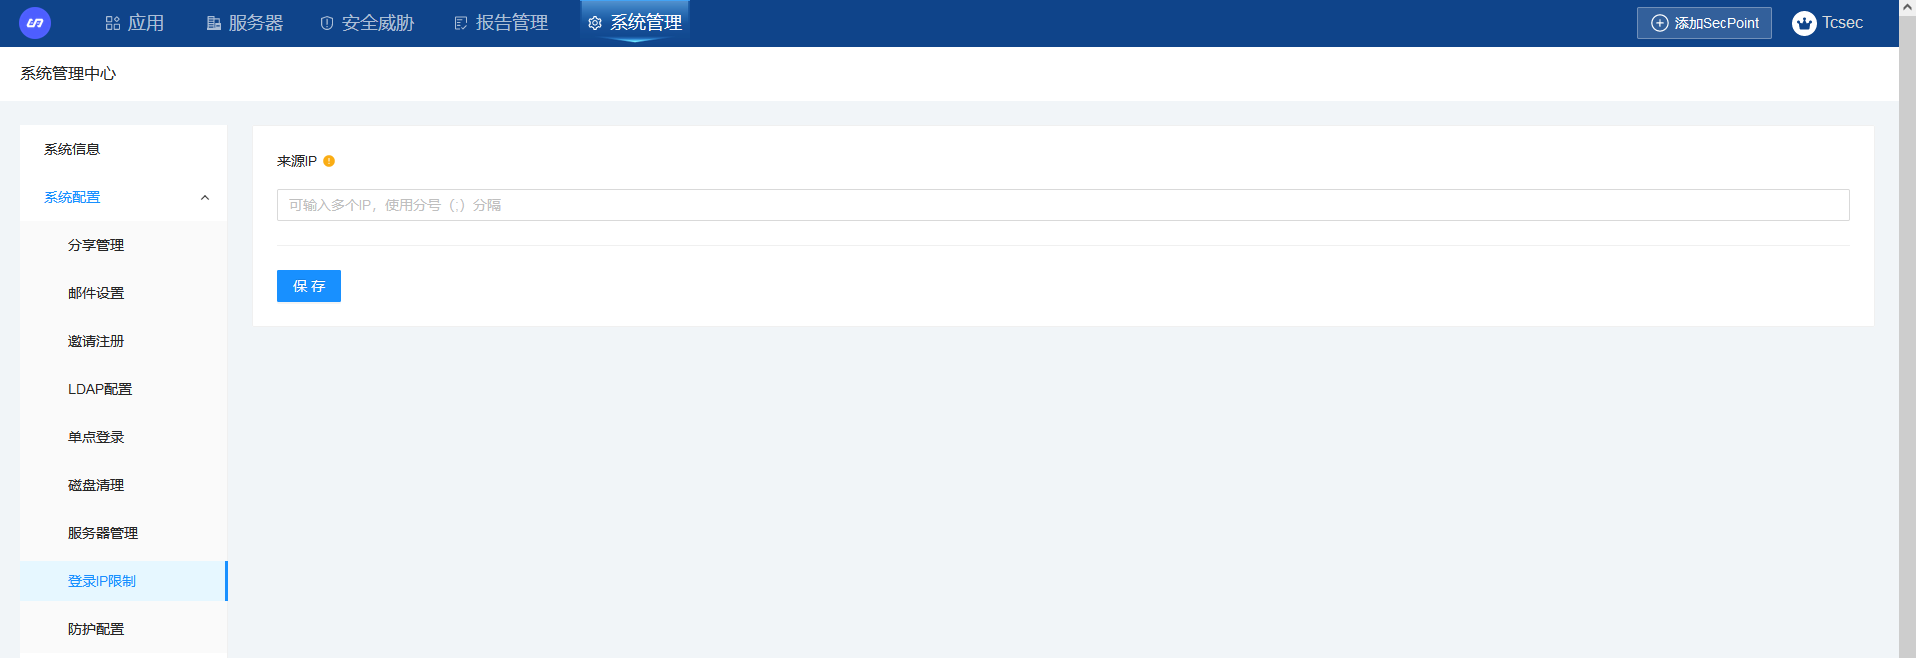 应用 服务器 安全威胁 报告管理 系统管理 添加SecPoint Tcsec
系统管理中心
系统信息
系统配置
分享管理
邮件设置
邀请注册
LDAP配置
单点登录
磁盘清理
服务器管理
登录IP限制
防护配置
来源IP
可输入多个IP，使用分号（;）分隔
保 存